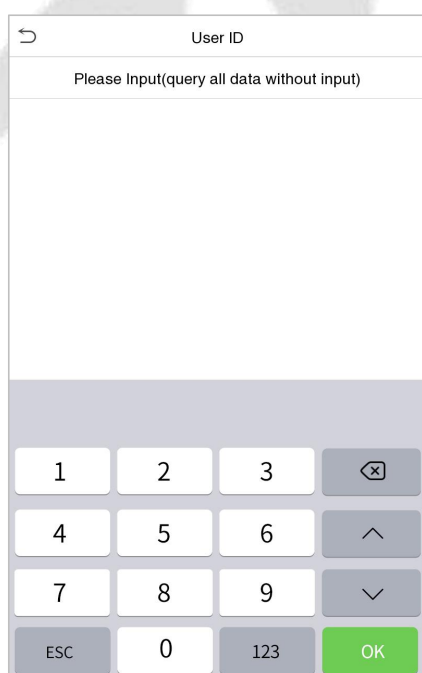 User ID
Please Input(query all data without input)
1 2 3
4 5 6
7 8 9
ESC 0 123 OK